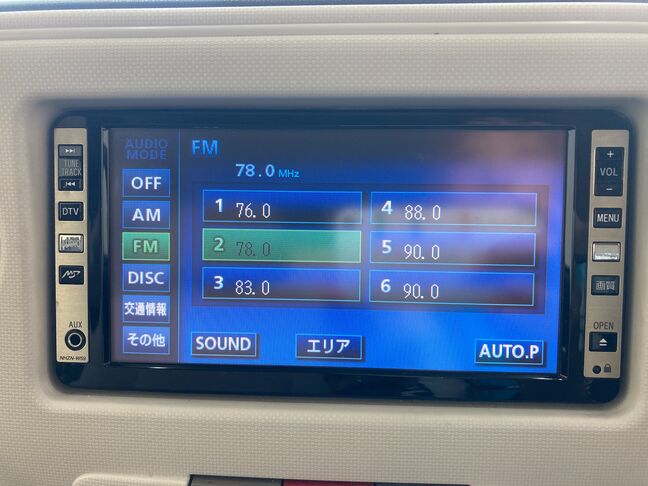 AUDIO
MODE
FM
78.0 MHz
OFF
AM
FM
DISC
交通情報
その他
1 76.0
2 78.0
3 83.0
4 88.0
5 90.0
6 90.0
SOUND
エリア
AUTO.P
TUNE
TRACK
DTV
AUX
NHZN-W59
+
VOL
−
MENU
画質
OPEN